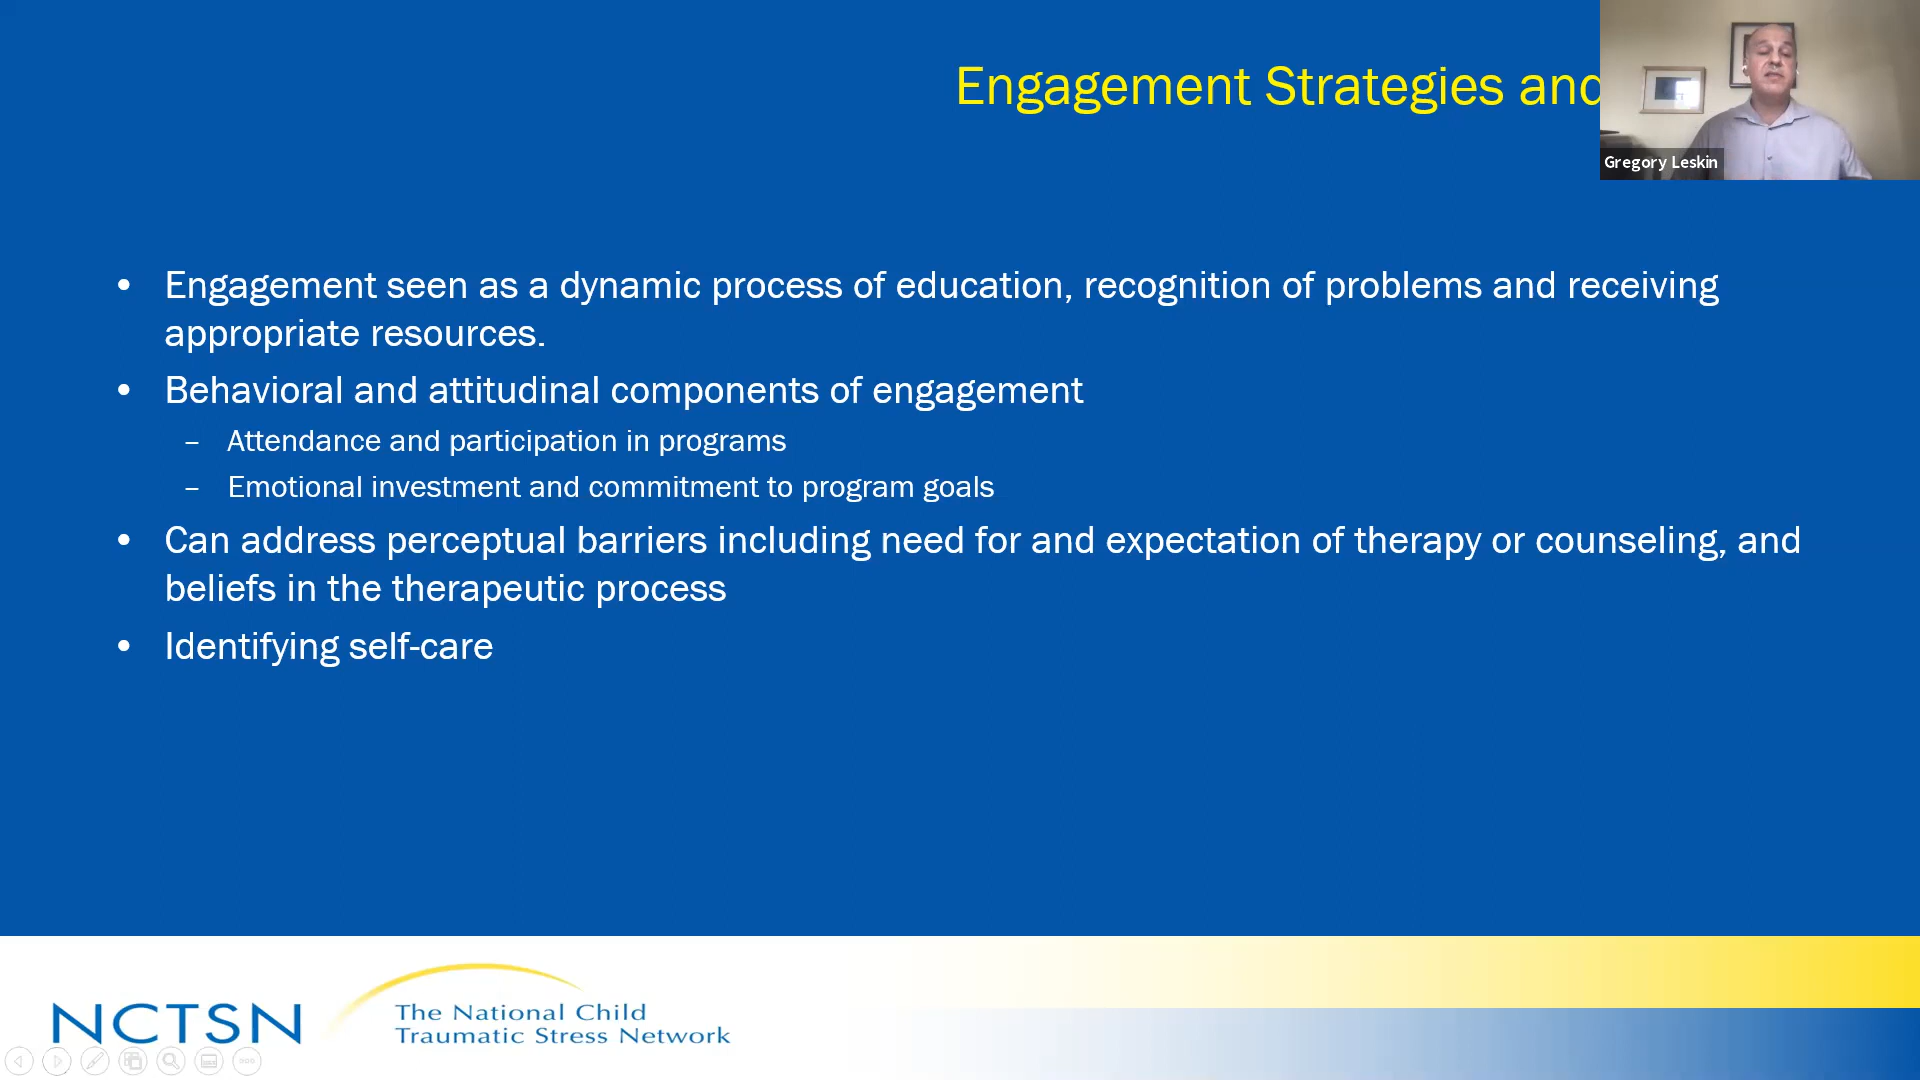 Engagement Strategies and
Gregory Leskin
• Engagement seen as a dynamic process of education, recognition of problems and receiving
appropriate resources.
• Behavioral and attitudinal components of engagement
– Attendance and participation in programs
– Emotional investment and commitment to program goals
• Can address perceptual barriers including need for and expectation of therapy or counseling, and
beliefs in the therapeutic process
• Identifying self-care
NCTSN
The National Child
Traumatic Stress Network